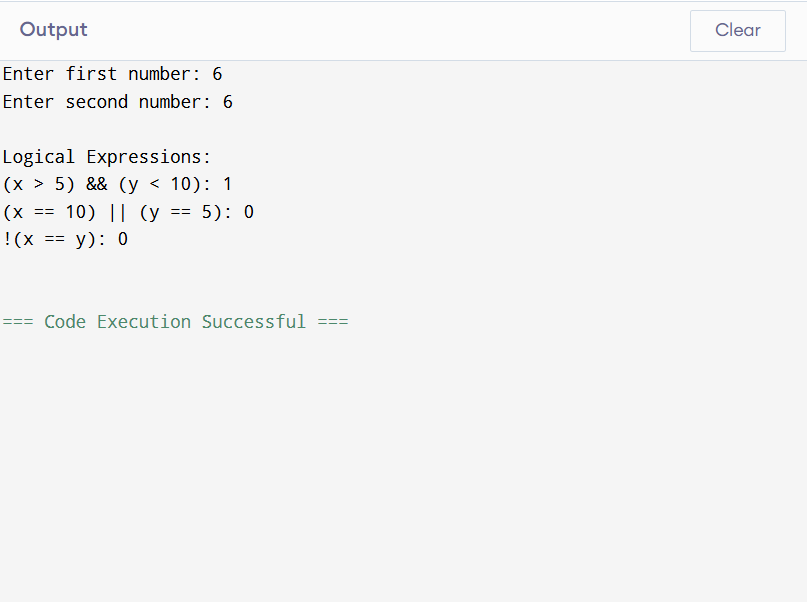 Output
Clear
Enter first number: 6
Enter second number: 6
Logical Expressions:
(x > 5) && (y < 10): 1
(x == 10) || (y == 5): 0
!(x == y): 0
=== Code Execution Successful ===